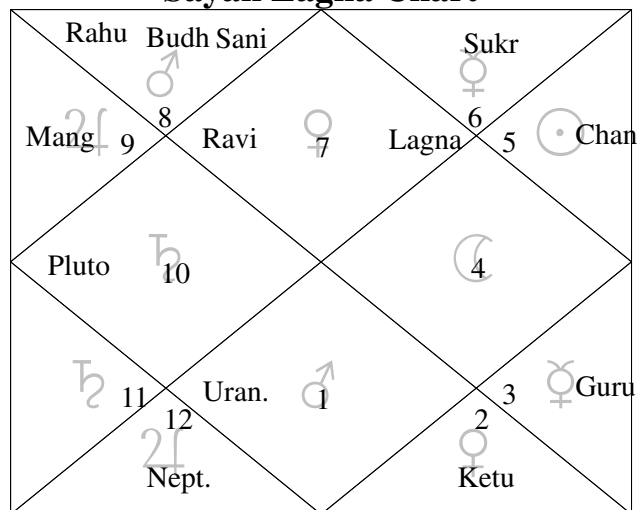 Sayan Lagna Chart
Rahu Budh Sani
Sukr
8
6
Mang 9 Ravi 7 Lagna 5 Chan
Pluto 10 4
11 Uran. 1 3 Guru
12 2
Nept. Ketu